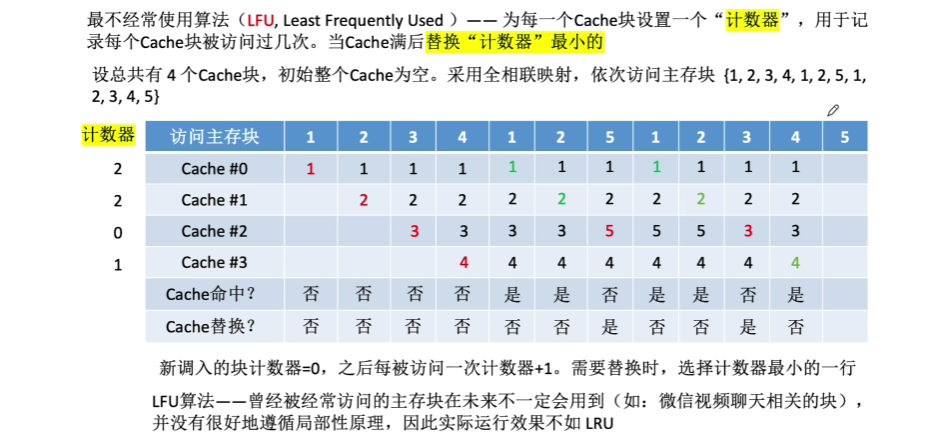 最不经常使用算法（LFU, Least Frequently Used ）—— 为每一个Cache块设置一个“计数器”，用于记
录每个Cache块被访问过几次。当Cache满后替换“计数器”最小的
设总共有 4 个Cache块，初始整个Cache为空。采用全相联映射，依次访问主存块 {1, 2, 3, 4, 1, 2, 5, 1,
2, 3, 4, 5}
计数器 访问主存块 1 2 3 4 1 2 5 1 2 3 4 5
2 Cache #0 1 1 1 1 1 1 1 1 1 1 1
2 Cache #1 2 2 2 2 2 2 2 2 2 2
0 Cache #2 3 3 3 3 5 5 5 3 3
1 Cache #3 4 4 4 4 4 4 4 4
Cache命中？ 否 否 否 否 是 是 否 是 是 否 是
Cache替换？ 否 否 否 否 否 否 是 否 否 是 否
新调入的块计数器=0，之后每被访问一次计数器+1。需要替换时，选择计数器最小的一行
LFU算法——曾经被经常访问的主存块在未来不一定会用到（如：微信视频聊天相关的块），
并没有很好地遵循局部性原理，因此实际运行效果不如 LRU